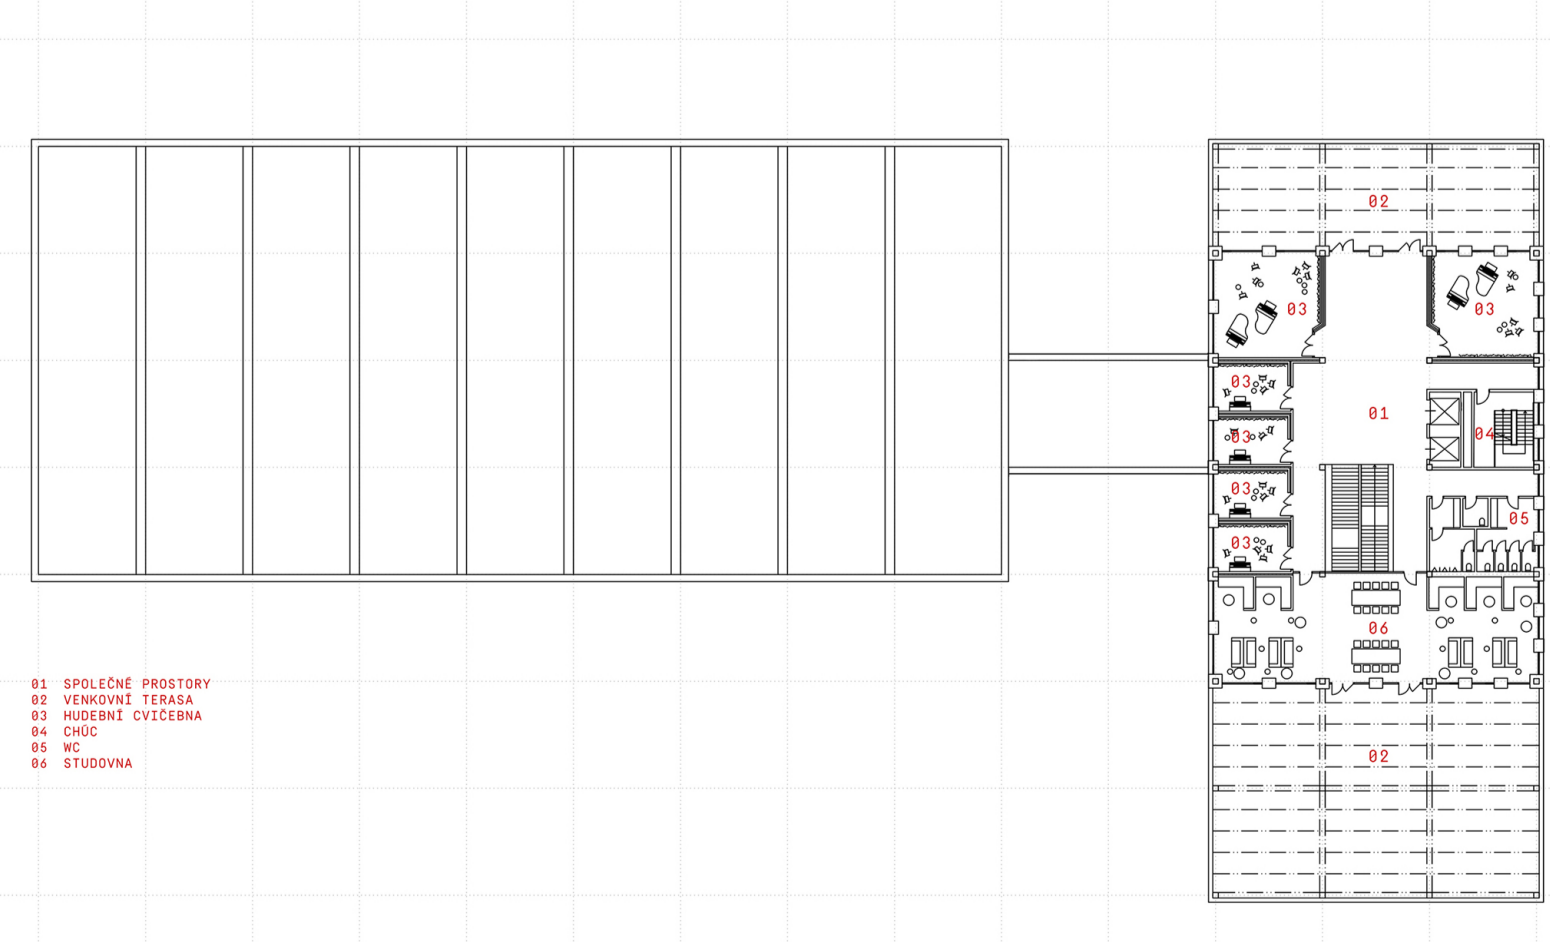 02
03
03
03
01
03
04
03
05
03
06
01 SPOLEČNÉ PROSTORY
02 VENKOVNÍ TERASA
03 HUDEBNÍ CVIČEBNA
04 CHÚC
05 WC
06 STUDOVNA
02